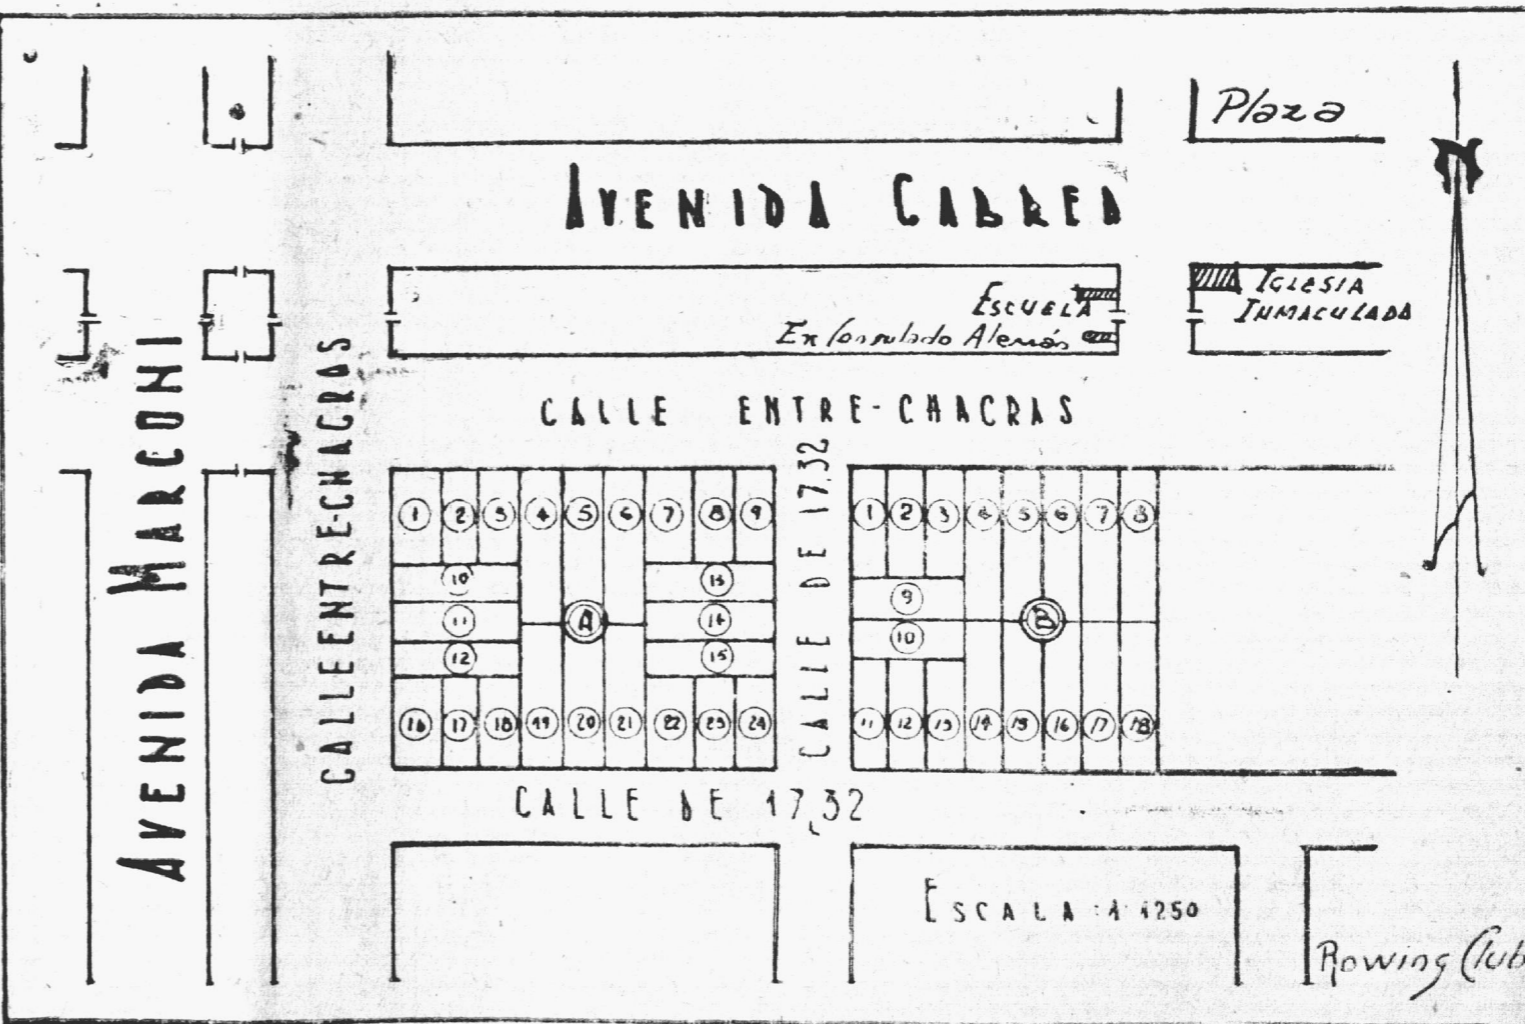 Plaza
AVENIDA CABRED
ESCUELA
Ex Consulado Alemán
IGLESIA
INMACULADA
CALLE ENTRE-CHACRAS
AVENIDA MARCONI
CALLE ENTRE-CHACRAS
1 2 3 4 5 6 7 8 9
10 13
11 A 14
12 15
16 17 18 19 20 21 22 23 24
CALLE DE 17,32
1 2 3 4 5 6 7 8
9
B
10
11 12 13 14 15 16 17 18
CALLE DE 17,32
ESCALA 1:1250
Rowing Club
N